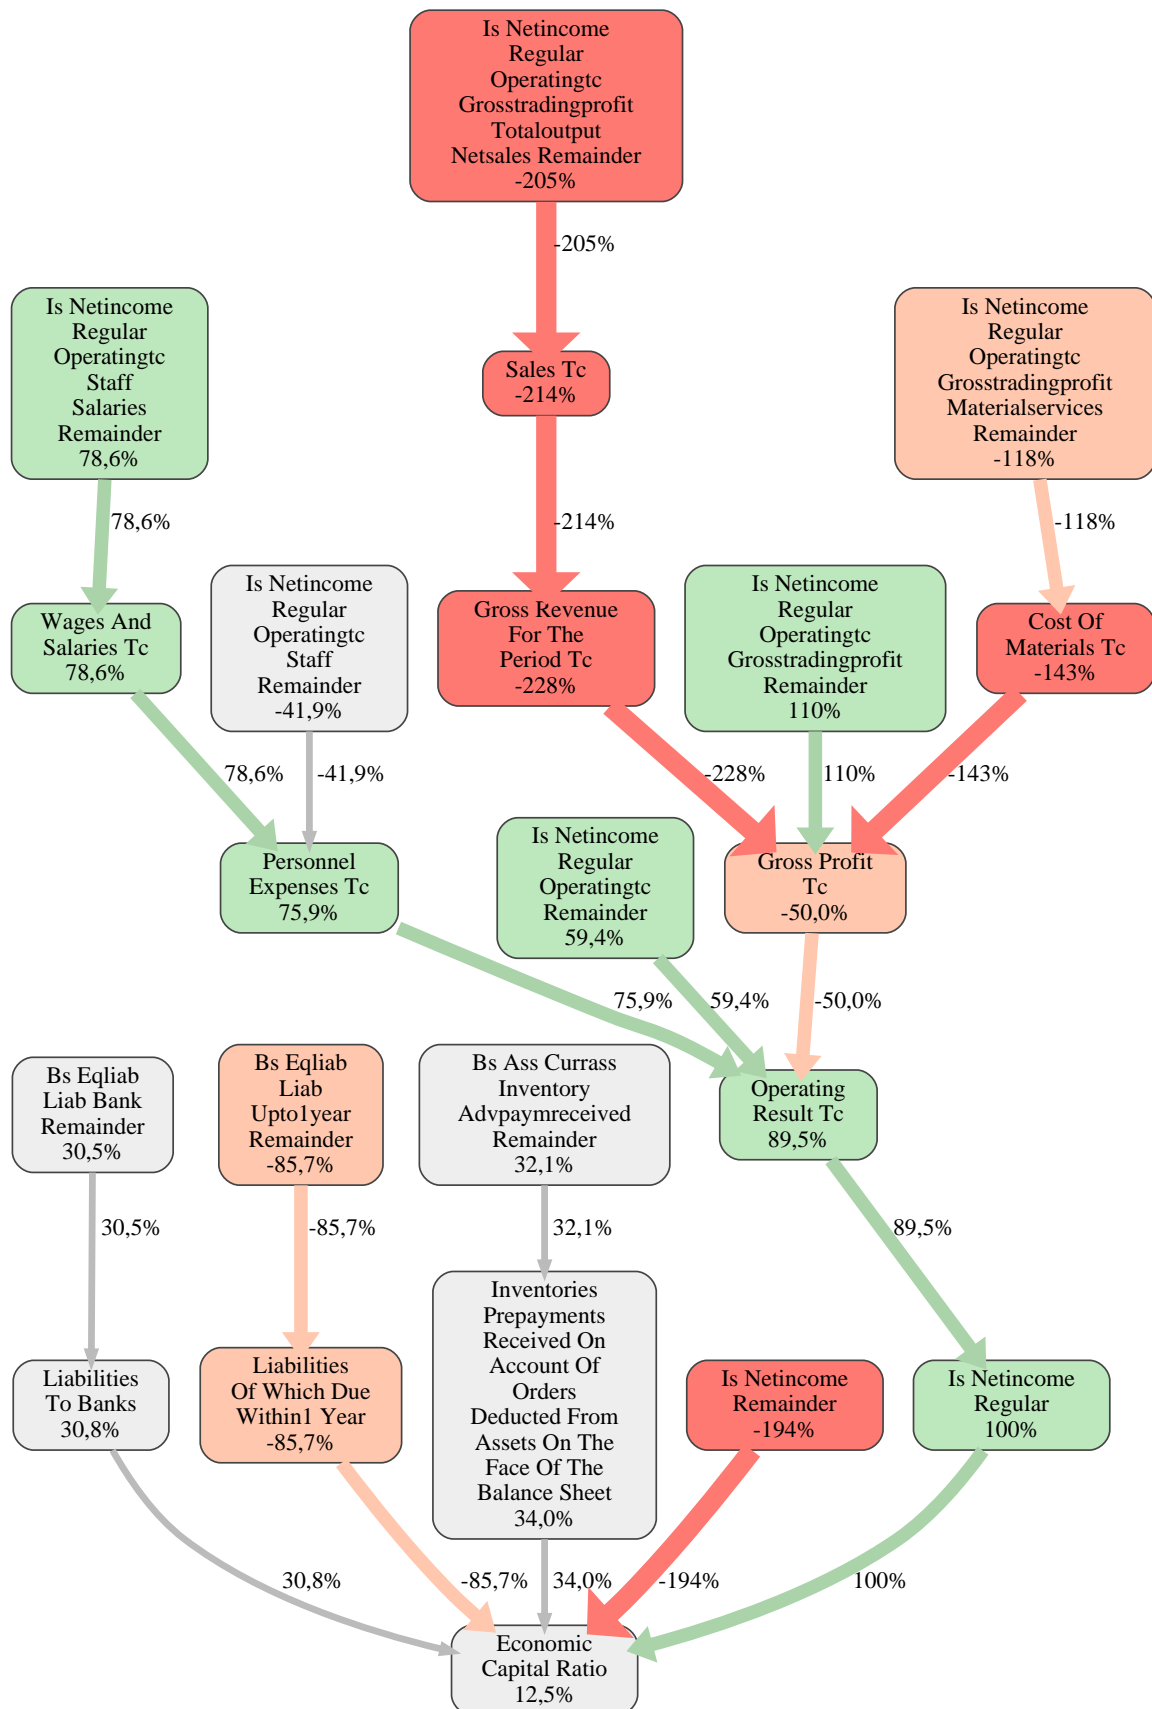 Is Netincome
Regular
Operatingtc
Grosstradingprofit
Totaloutput
Netsales Remainder
-205%
-205%
Is Netincome
Regular
Operatingtc
Staff
Salaries
Remainder
78,6%
Sales Tc
-214%
Is Netincome
Regular
Operatingtc
Grosstradingprofit
Materialservices
Remainder
-118%
78,6%
-214%
-118%
Wages And
Salaries Tc
78,6%
Is Netincome
Regular
Operatingtc
Staff
Remainder
-41,9%
Gross Revenue
For The
Period Tc
-228%
Is Netincome
Regular
Operatingtc
Grosstradingprofit
Remainder
110%
Cost Of
Materials Tc
-143%
78,6%
-41,9%
-228%
110%
-143%
Personnel
Expenses Tc
75,9%
Is Netincome
Regular
Operatingtc
Remainder
59,4%
Gross Profit
Tc
-50,0%
75,9%
59,4%
-50,0%
Bs Eqliab
Liab Bank
Remainder
30,5%
Bs Eqliab
Liab
Upto1year
Remainder
-85,7%
Bs Ass Currass
Inventory
Advpaymreceived
Remainder
32,1%
Operating
Result Tc
89,5%
30,5%
-85,7%
32,1%
89,5%
Liabilities
To Banks
30,8%
Liabilities
Of Which Due
Within1 Year
-85,7%
Inventories
Prepayments
Received On
Account Of
Orders
Deducted From
Assets On The
Face Of The
Balance Sheet
34,0%
Is Netincome
Remainder
-194%
Is Netincome
Regular
100%
30,8%
-85,7%
34,0%
-194%
100%
Economic
Capital Ratio
12,5%